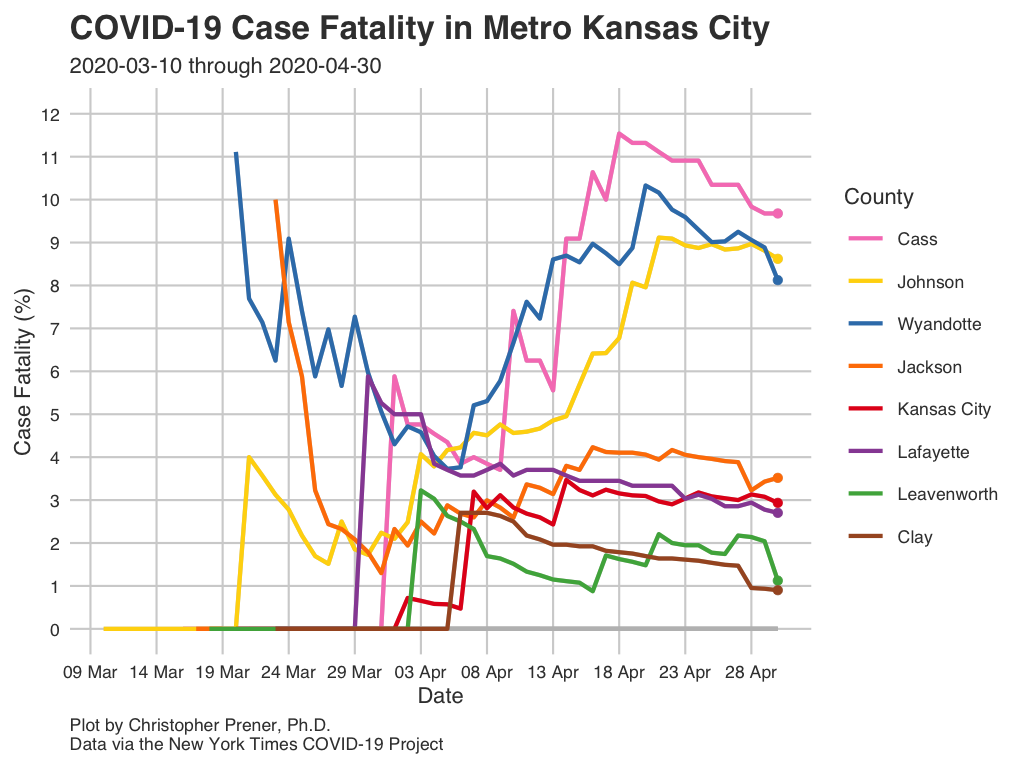 COVID-19 Case Fatality in Metro Kansas City
2020-03-10 through 2020-04-30
Case Fatality (%)
12
11
10
9
8
7
6
5
4
3
2
1
0
09 Mar 14 Mar 19 Mar 24 Mar 29 Mar 03 Apr 08 Apr 13 Apr 18 Apr 23 Apr 28 Apr
Date
County
Cass
Johnson
Wyandotte
Jackson
Kansas City
Lafayette
Leavenworth
Clay
Plot by Christopher Prener, Ph.D.
Data via the New York Times COVID-19 Project